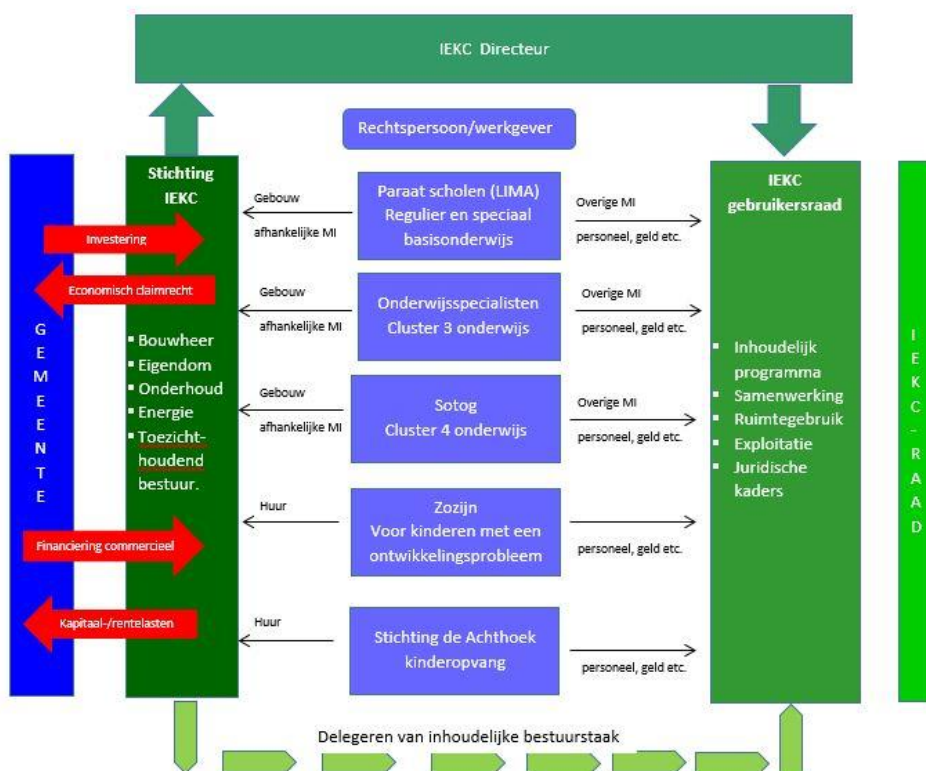 IEKC Directeur
Rechtspersoon/werkgever
GEMEENTE
Stichting
IEKC
Investering
Economisch claimrecht
▪ Bouwheer
▪ Eigendom
▪ Onderhoud
▪ Energie
▪ Toezicht-
houdend
bestuur.
Financiering commercieel
Kapitaal-/rentelasten
Gebouw
afhankelijke MI
Paraat scholen (LIMA)
Regulier en speciaal
basisonderwijs
Overige MI
personeel, geld etc.
Gebouw
afhankelijke MI
Onderwijsspecialisten
Cluster 3 onderwijs
Overige MI
personeel, geld etc.
Gebouw
afhankelijke MI
Sotog
Cluster 4 onderwijs
Overige MI
personeel, geld etc.
Huur
Zozijn
Voor kinderen met een
ontwikkelingsprobleem
personeel, geld etc.
Huur
Stichting de Achthoek
kinderopvang
personeel, geld etc.
IEKC
gebruikersraad
▪ Inhoudelijk
programma
▪ Samenwerking
▪ Ruimtegebruik
▪ Exploitatie
▪ Juridische
kaders
IEKC-RAAD
Delegeren van inhoudelijke bestuurstaak